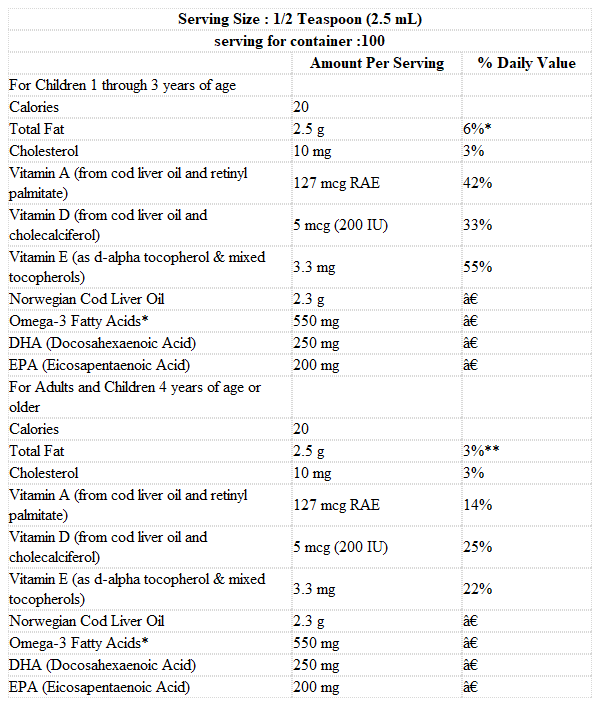 Serving Size : 1/2 Teaspoon (2.5 mL)
serving for container :100
Amount Per Serving % Daily Value
For Children 1 through 3 years of age
Calories 20
Total Fat 2.5 g 6%*
Cholesterol 10 mg 3%
Vitamin A (from cod liver oil and retinyl
palmitate) 127 mcg RAE 42%
Vitamin D (from cod liver oil and
cholecalciferol) 5 mcg (200 IU) 33%
Vitamin E (as d-alpha tocopherol & mixed
tocopherols) 3.3 mg 55%
Norwegian Cod Liver Oil 2.3 g â€
Omega-3 Fatty Acids* 550 mg â€
DHA (Docosahexaenoic Acid) 250 mg â€
EPA (Eicosapentaenoic Acid) 200 mg â€
For Adults and Children 4 years of age or
older
Calories 20
Total Fat 2.5 g 3%**
Cholesterol 10 mg 3%
Vitamin A (from cod liver oil and retinyl
palmitate) 127 mcg RAE 14%
Vitamin D (from cod liver oil and
cholecalciferol) 5 mcg (200 IU) 25%
Vitamin E (as d-alpha tocopherol & mixed
tocopherols) 3.3 mg 22%
Norwegian Cod Liver Oil 2.3 g â€
Omega-3 Fatty Acids* 550 mg â€
DHA (Docosahexaenoic Acid) 250 mg â€
EPA (Eicosapentaenoic Acid) 200 mg â€